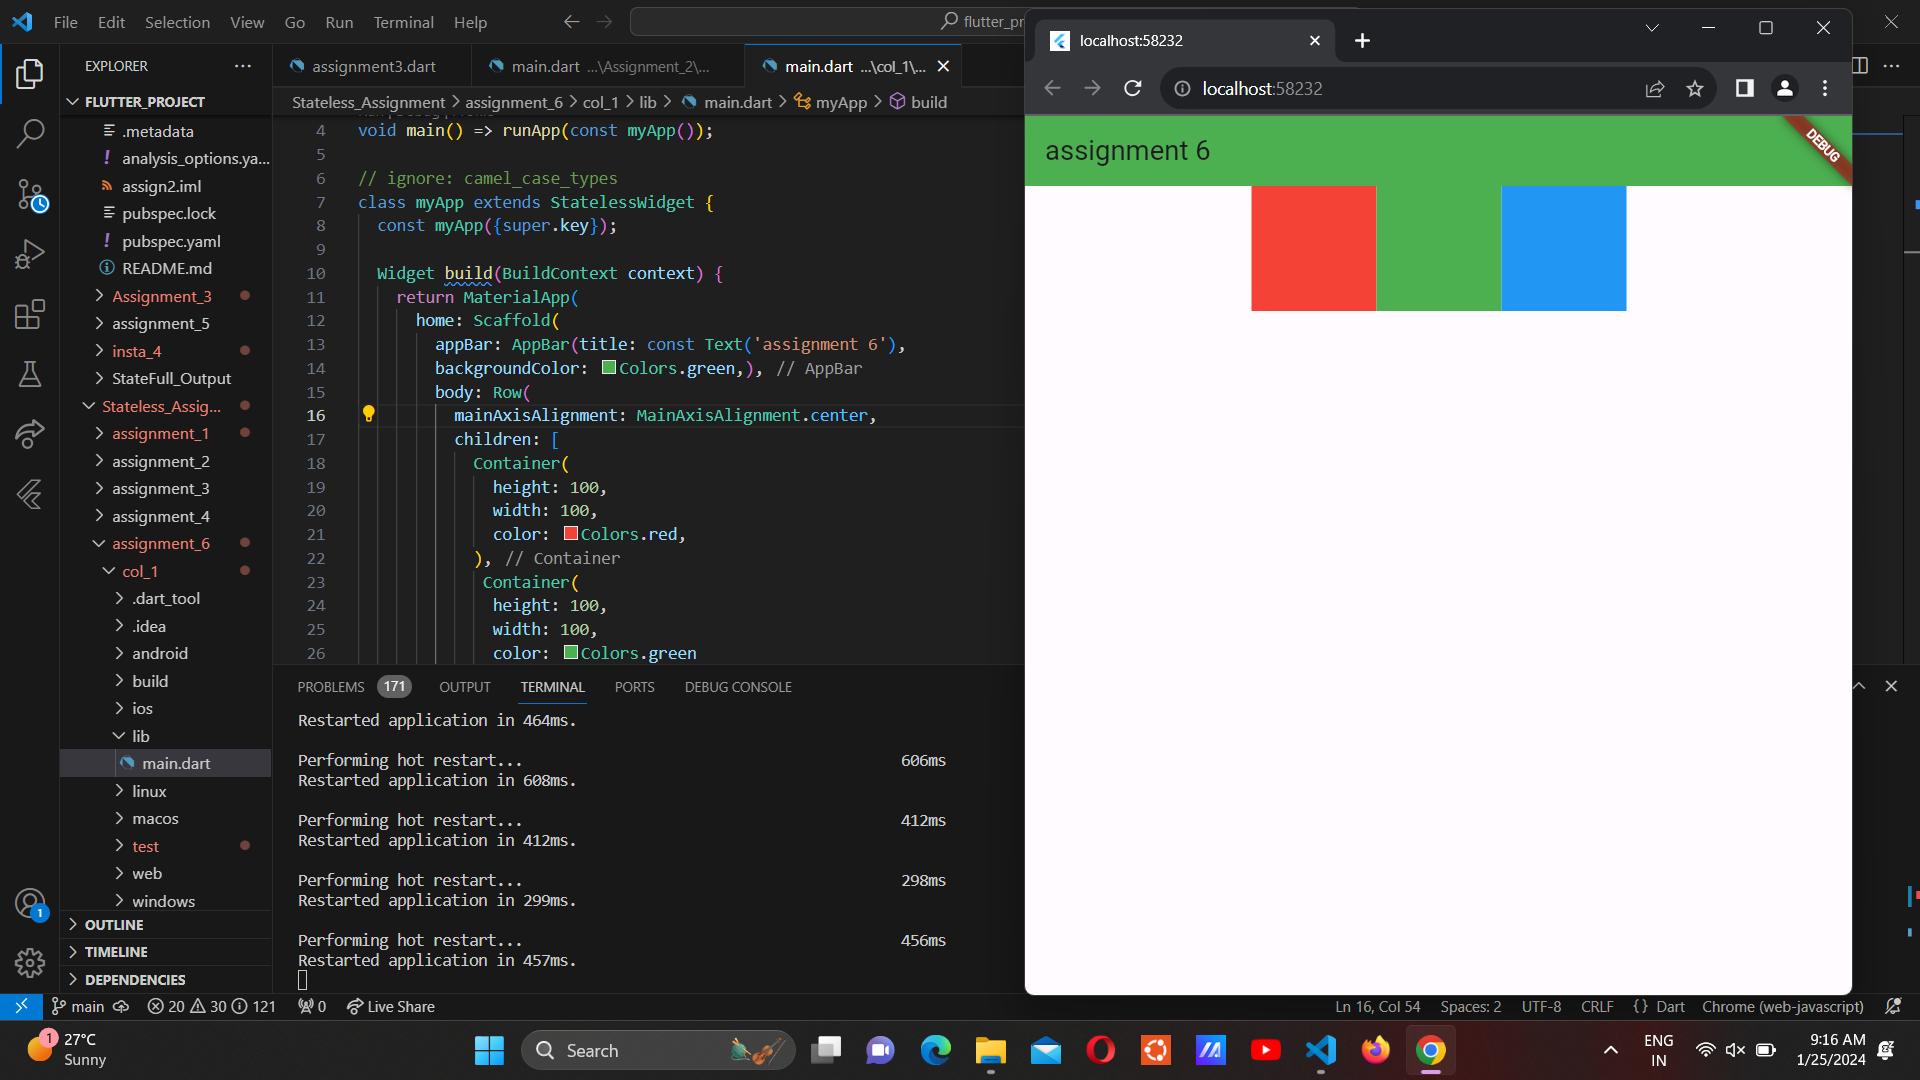 File Edit Selection View Go Run Terminal Help
flutter_pr
EXPLORER
FLUTTER_PROJECT
.metadata
analysis_options.ya...
assign2.iml
pubspec.lock
pubspec.yaml
README.md
Assignment_3
assignment_5
insta_4
StateFull_Output
Stateless_Assig...
assignment_1
assignment_2
assignment_3
assignment_4
assignment_6
col_1
.dart_tool
.idea
android
build
ios
lib
main.dart
linux
macos
test
web
windows
OUTLINE
TIMELINE
DEPENDENCIES
assignment3.dart
main.dart ...\Assignment_2\...
main.dart ...\col_1\...
Stateless_Assignment > assignment_6 > col_1 > lib > main.dart > myApp > build
4 void main() => runApp(const myApp());
5
6 // ignore: camel_case_types
7 class myApp extends StatelessWidget {
8 const myApp({super.key});
9
10 Widget build(BuildContext context) {
11 return MaterialApp(
12 home: Scaffold(
13 appBar: AppBar(title: const Text('assignment 6'),
14 backgroundColor: Colors.green,), // AppBar
15 body: Row(
16 mainAxisAlignment: MainAxisAlignment.center,
17 children: [
18 Container(
19 height: 100,
20 width: 100,
21 color: Colors.red,
22 ), // Container
23 Container(
24 height: 100,
25 width: 100,
26 color: Colors.green
PROBLEMS 171 OUTPUT TERMINAL PORTS DEBUG CONSOLE
Restarted application in 464ms.
Performing hot restart... 606ms
Restarted application in 608ms.
Performing hot restart... 412ms
Restarted application in 412ms.
Performing hot restart... 298ms
Restarted application in 299ms.
Performing hot restart... 456ms
Restarted application in 457ms.
localhost:58232
localhost:58232
assignment 6
DEBUG
1
main 20 30 121 0 Live Share
Ln 16, Col 54 Spaces: 2 UTF-8 CRLF {} Dart Chrome (web-javascript)
1
27°C
Sunny
Search
ENG
IN
9:16 AM
1/25/2024